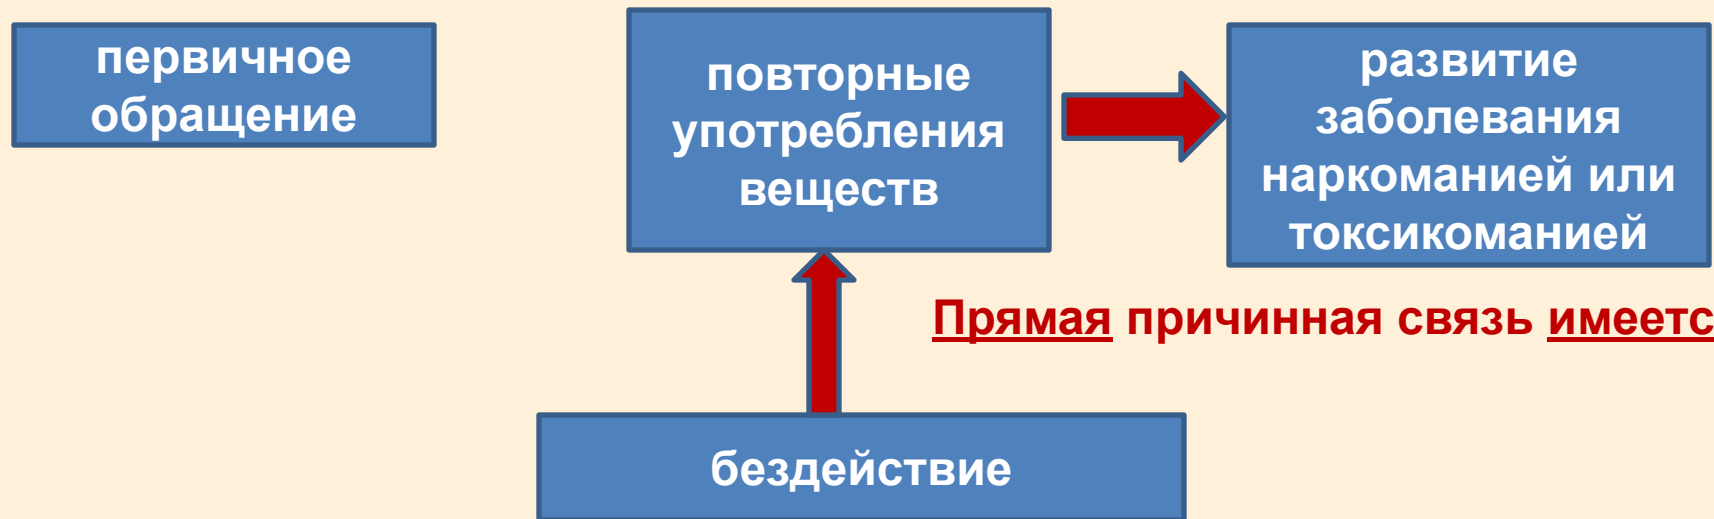 первичное
обращение
повторные
употребления
веществ
развитие
заболевания
наркоманией или
токсикоманией
Прямая причинная связь имеетс
бездействие